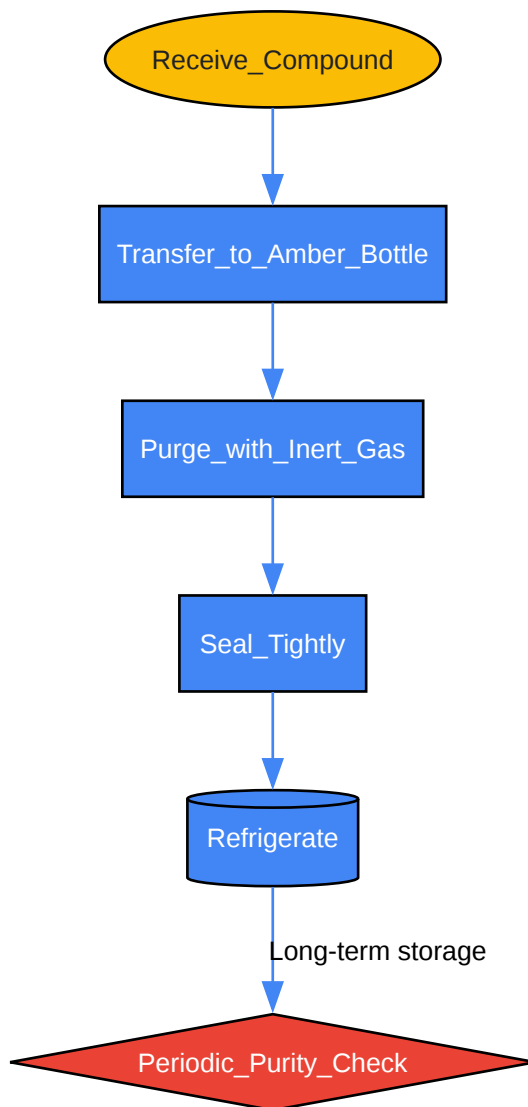 Receive_Compound
Transfer_to_Amber_Bottle
Purge_with_Inert_Gas
Seal_Tightly
Refrigerate
Long-term storage
Periodic_Purity_Check